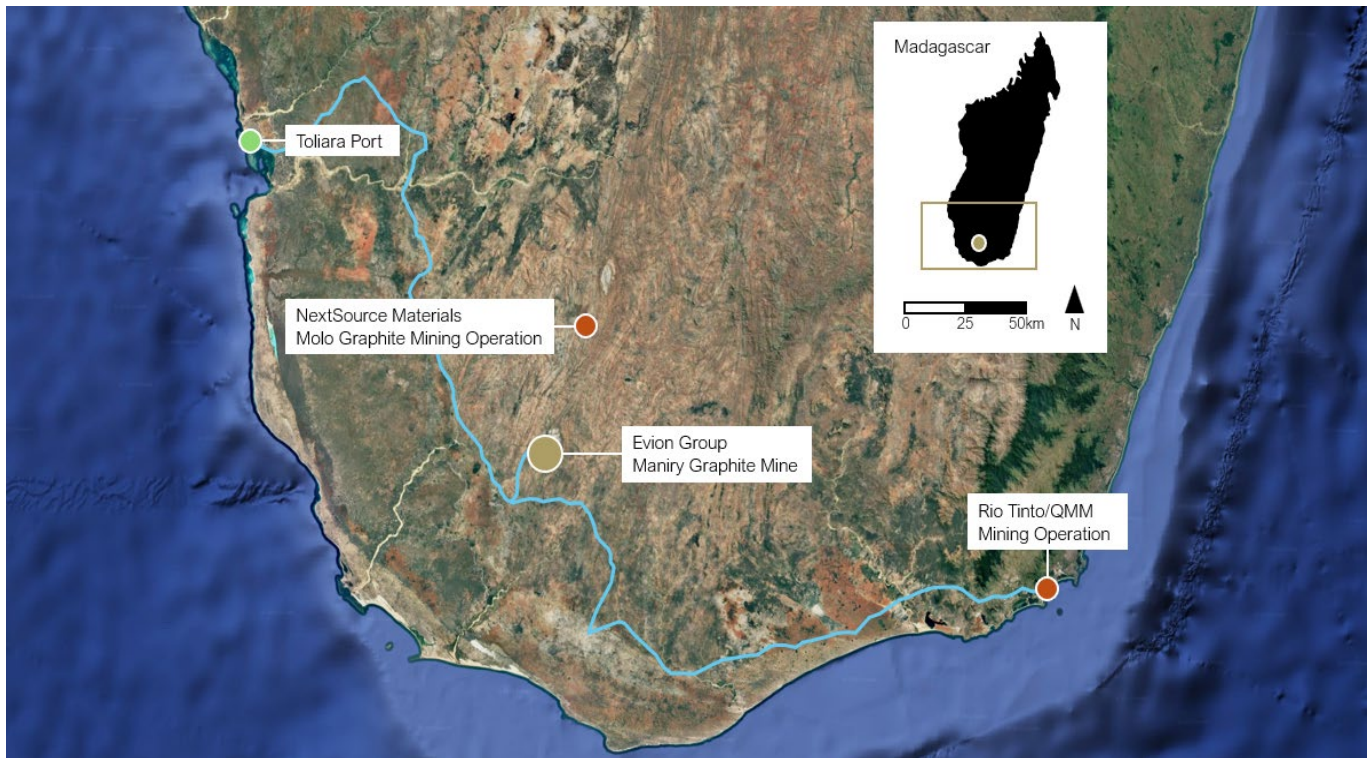 Madagascar
0 25 50km
N
Toliara Port
NextSource Materials
Molo Graphite Mining Operation
Evion Group
Maniry Graphite Mine
Rio Tinto/QMM
Mining Operation